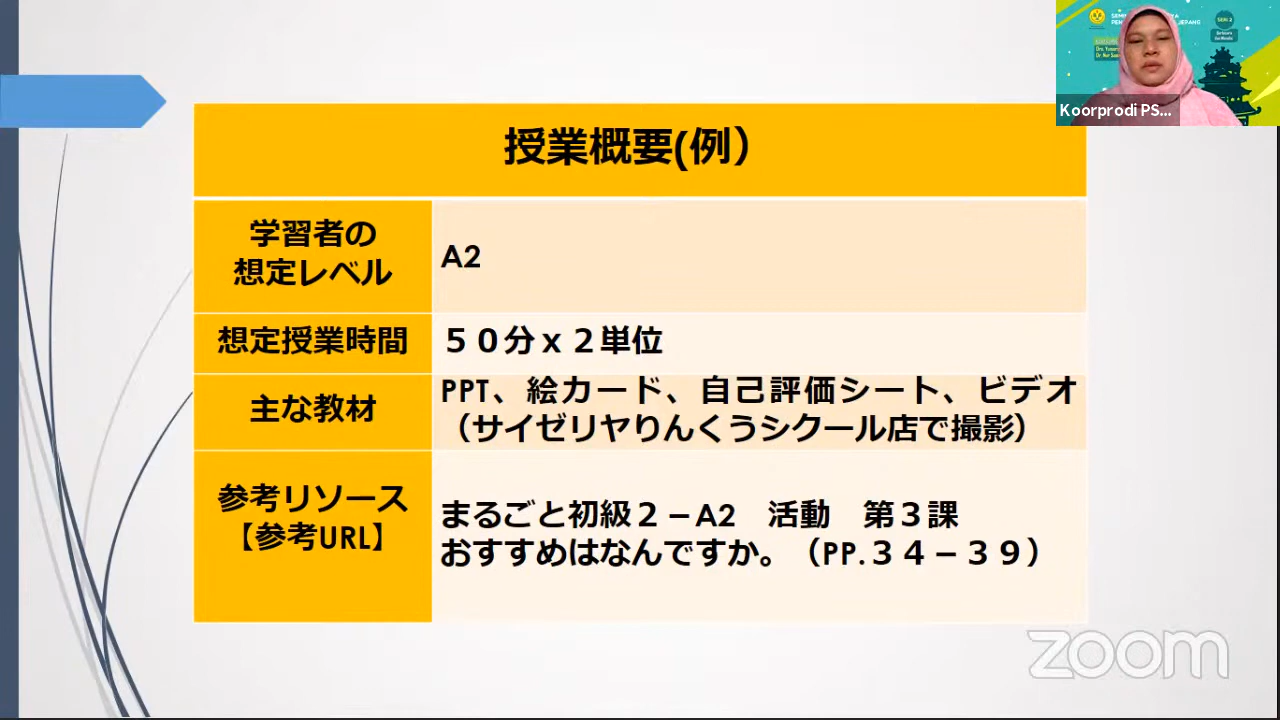 授業概要(例）
学習者の
想定レベル
A2
想定授業時間
５０分ｘ２単位
主な教材
PPT、絵カード、自己評価シート、ビデオ
（サイゼリヤりんくうシクール店で撮影）
参考リソース
【参考URL】
まるごと初級２－A2　活動　第３課
おすすめはなんですか。（PP.３４－３９）
Koorprodi PS...
zoom